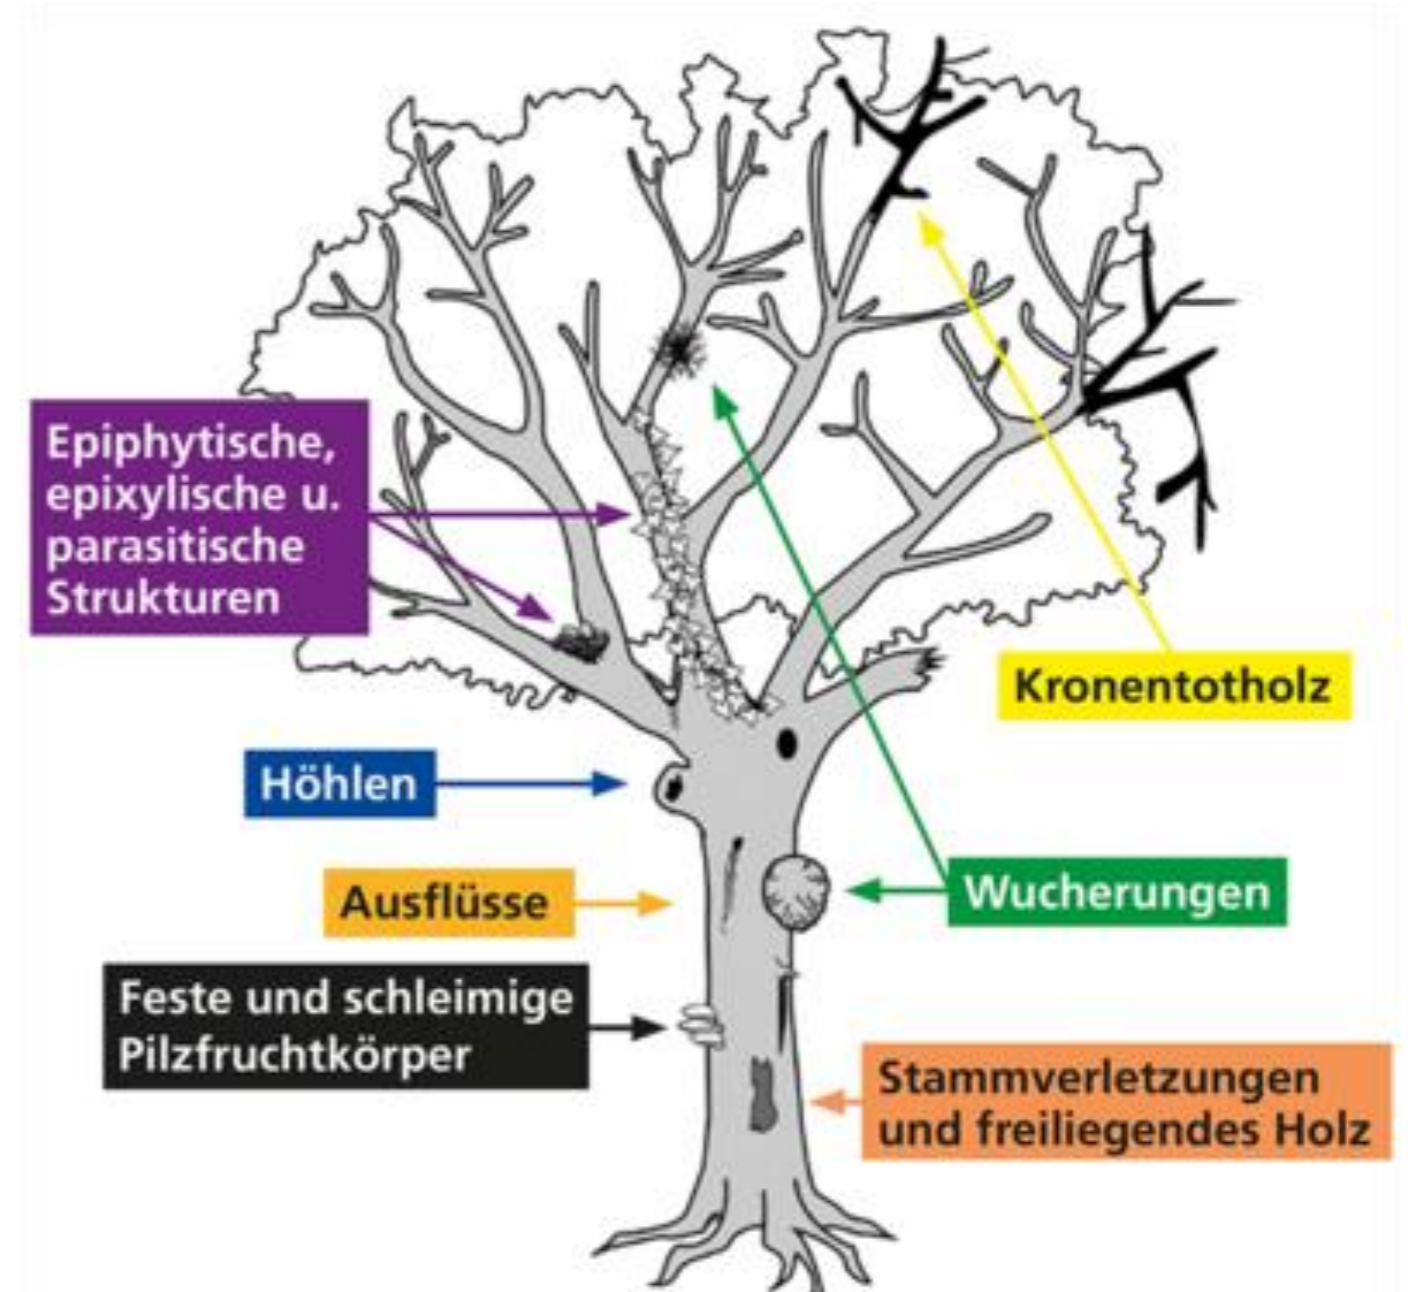 Epiphytische,
epixylische u.
parasitische
Strukturen
Kronentotholz
Höhlen
Ausflüsse
Wucherungen
Feste und schleimige
Pilzfruchtkörper
Stammverletzungen
und freiliegendes Holz